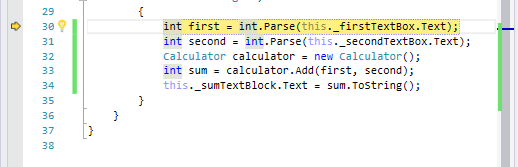 29 {
30 int first = int.Parse(this._firstTextBox.Text);
31 int second = int.Parse(this._secondTextBox.Text);
32 Calculator calculator = new Calculator();
33 int sum = calculator.Add(first, second);
34 this._sumTextBlock.Text = sum.ToString();
35 }
36 }
37 }
38